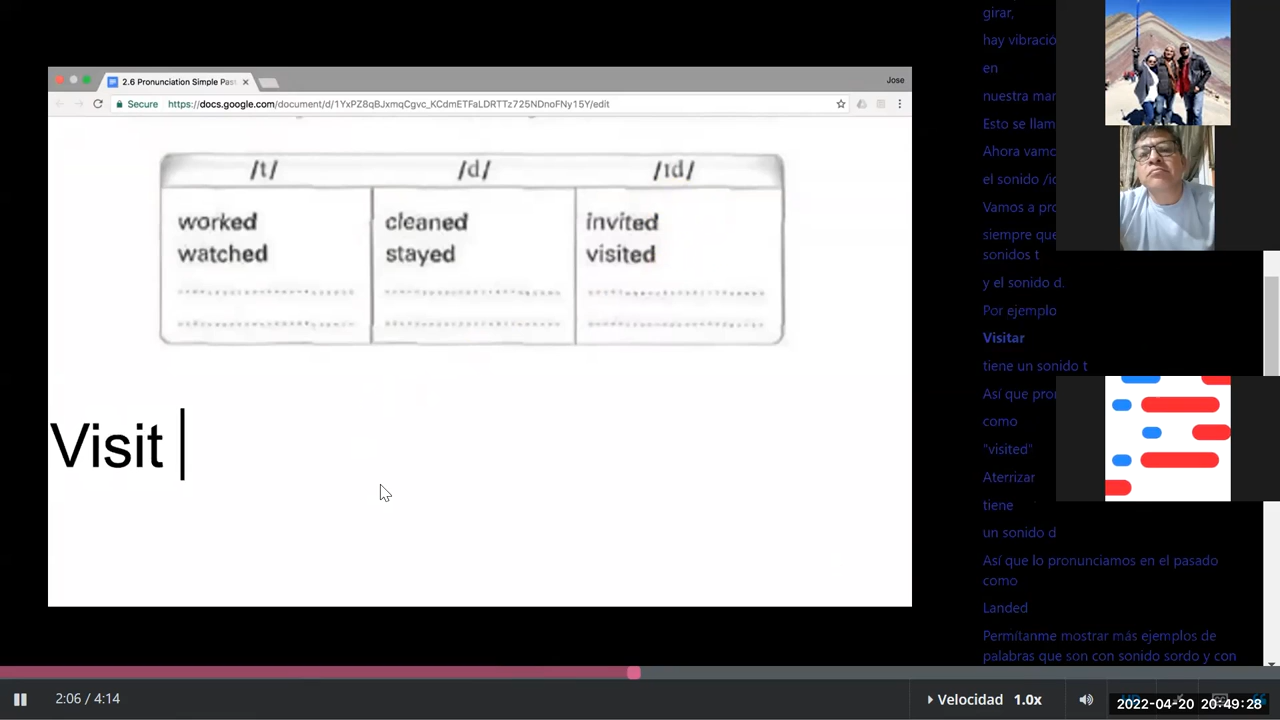 2.6 Pronunciation Simple Pas
Jose
Secure https://docs.google.com/document/d/1YxPZ8qBJxmqCgvc_KCdmETFaLDRTTz725NDnoFNy15Y/edit
/t/ /d/ /ɪd/
worked cleaned invited
watched stayed visited
Visit
girar,
hay vibració
en
nuestra
Esto se llam
Ahora vamo
el sonido
Vamos a pro
siempre que
sonidos t
y el sonido d.
Por ejemplo
Visitar
tiene un sonido t
Así que pron
como
"visited"
Aterrizar
tiene
un sonido d
Así que lo pronunciamos en el pasado
como
Landed
Permítanme mostrar más ejemplos de
palabras que son con sonido sordo y con
2:06 / 4:14
Velocidad 1.0x
2022-04-20 20:49:28